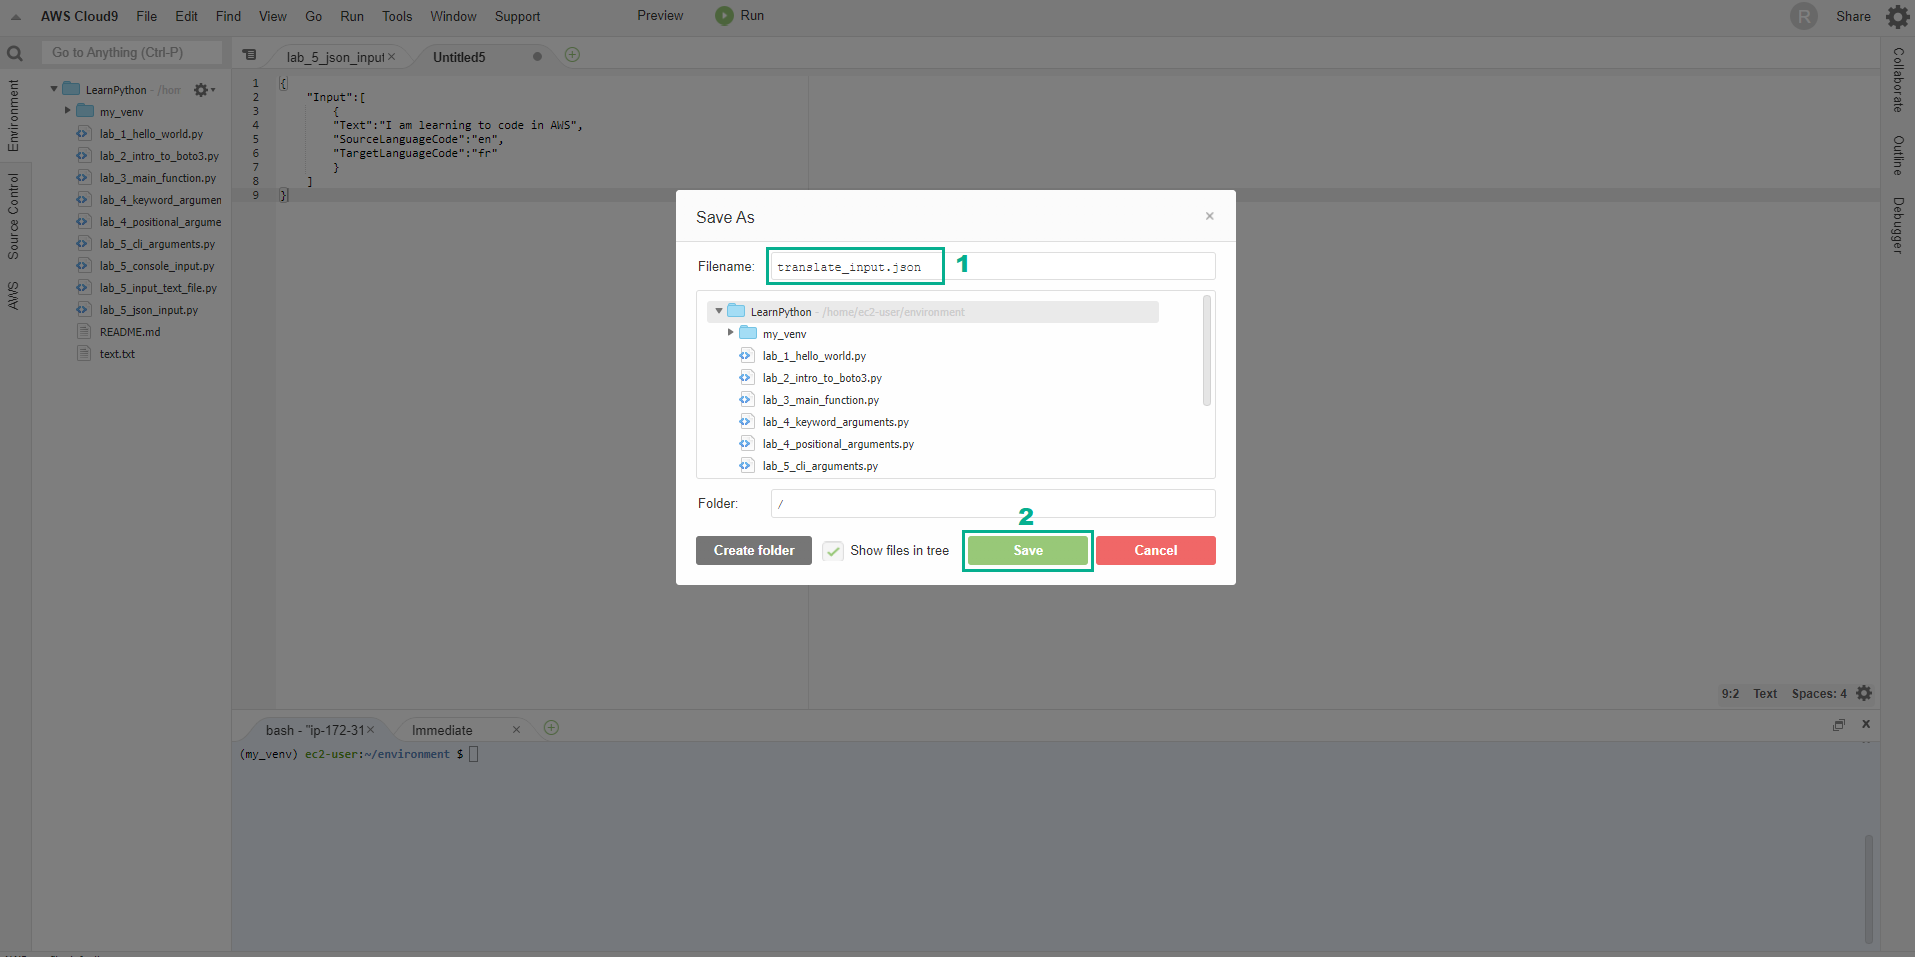 AWS Cloud9 File Edit Find View Go Run Tools Window Support Preview Run R Share
Go to Anything (Ctrl-P)
lab_5_json_input
Untitled5
Environment
Source Control
AWS
LearnPython - /hom
my_venv
lab_1_hello_world.py
lab_2_intro_to_boto3.py
lab_3_main_function.py
lab_4_keyword_argumen
lab_4_positional_argume
lab_5_cli_arguments.py
lab_5_console_input.py
lab_5_input_text_file.py
lab_5_json_input.py
README.md
text.txt
1 {
2 "Input":[
3 {
4 "Text":"I am learning to code in AWS",
5 "SourceLanguageCode":"en",
6 "TargetLanguageCode":"fr"
7 }
8 ]
9 }
Save As
Filename: translate_input.json 1
LearnPython - /home/ec2-user/environment
my_venv
lab_1_hello_world.py
lab_2_intro_to_boto3.py
lab_3_main_function.py
lab_4_keyword_arguments.py
lab_4_positional_arguments.py
lab_5_cli_arguments.py
Folder: /
2
Create folder Show files in tree Save Cancel
Collaborate
Outline
Debugger
9:2 Text Spaces: 4
bash - "ip-172-31 Immediate
(my_venv) ec2-user:~/environment $